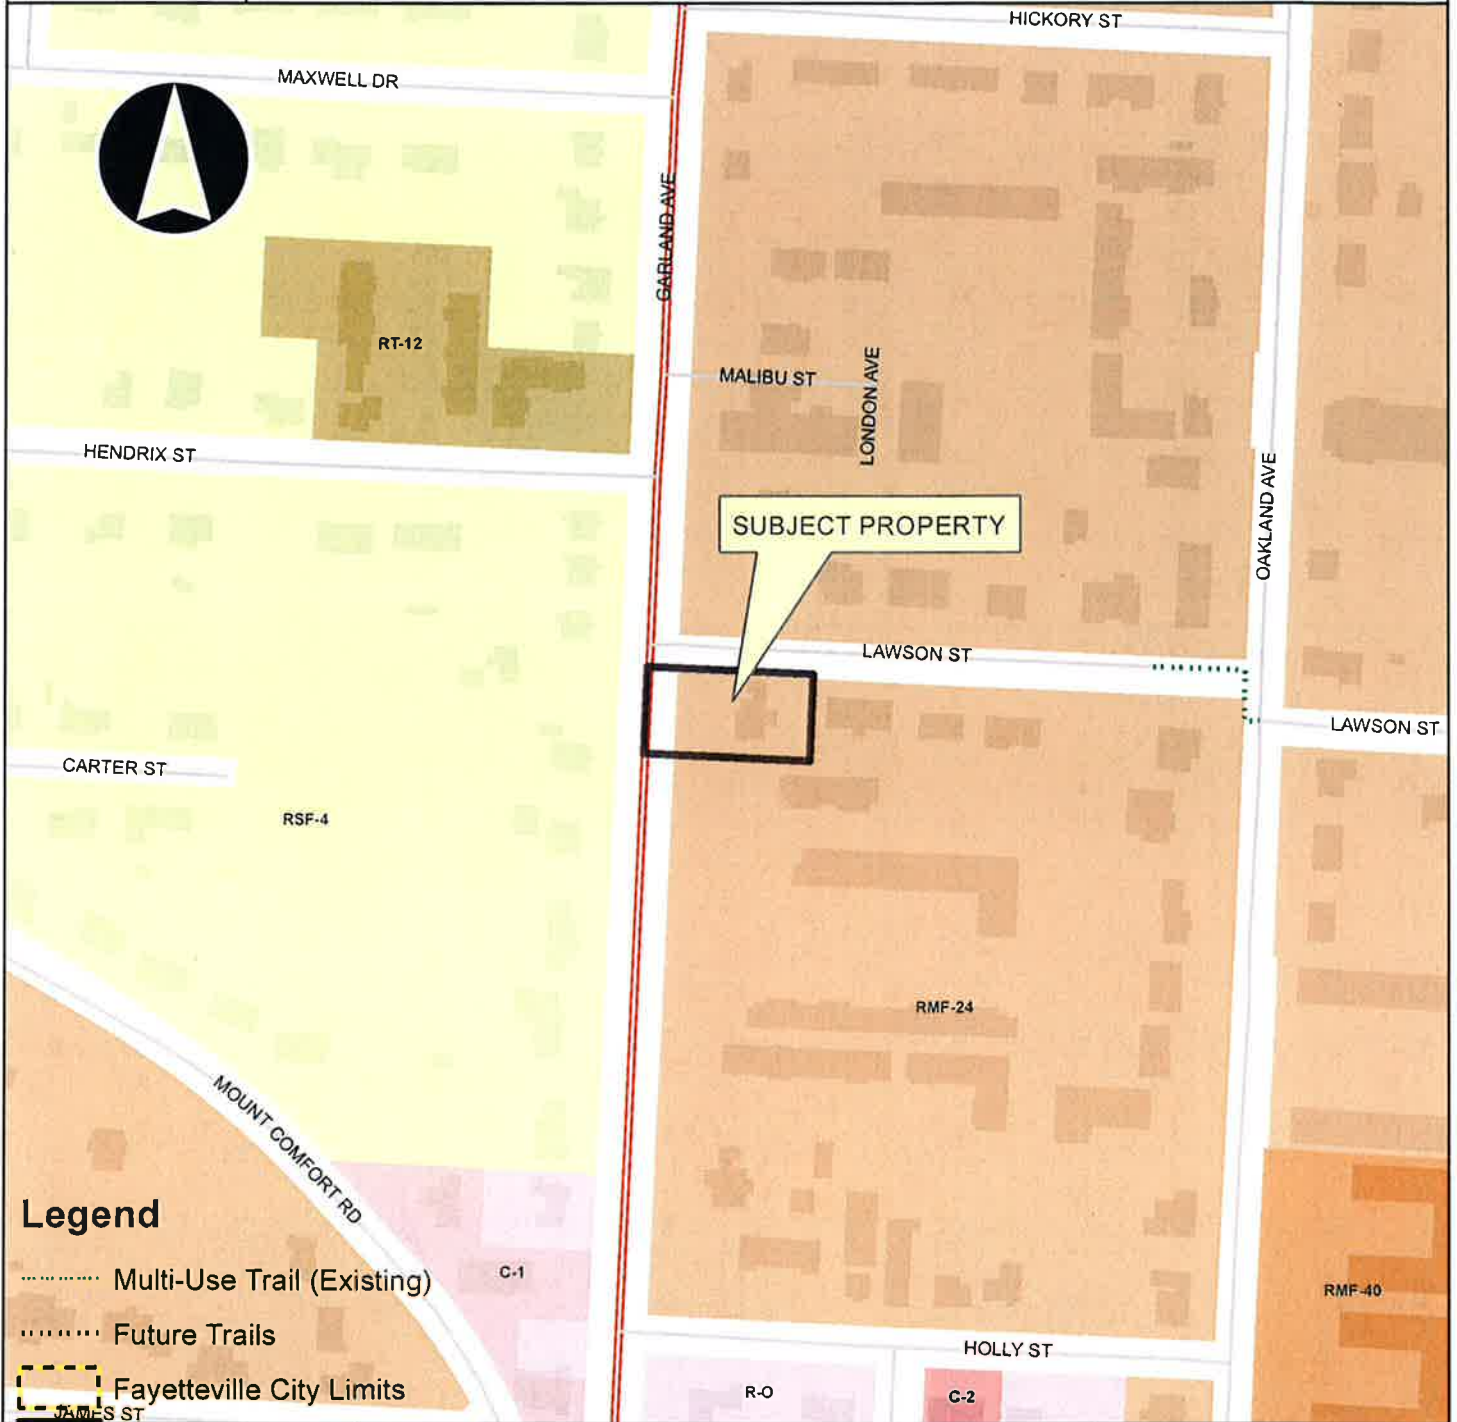 HICKORY ST
MAXWELL DR
GARLAND AVE
RT-12
MALIBU ST
LONDON AVE
HENDRIX ST
OAKLAND AVE
SUBJECT PROPERTY
LAWSON ST
LAWSON ST
CARTER ST
RSF-4
RMF-24
MOUNT COMFORT RD
Legend
Multi-Use Trail (Existing)
Future Trails
Fayetteville City Limits
C-1
RMF-40
HOLLY ST
R-O
C-2
JAMES ST